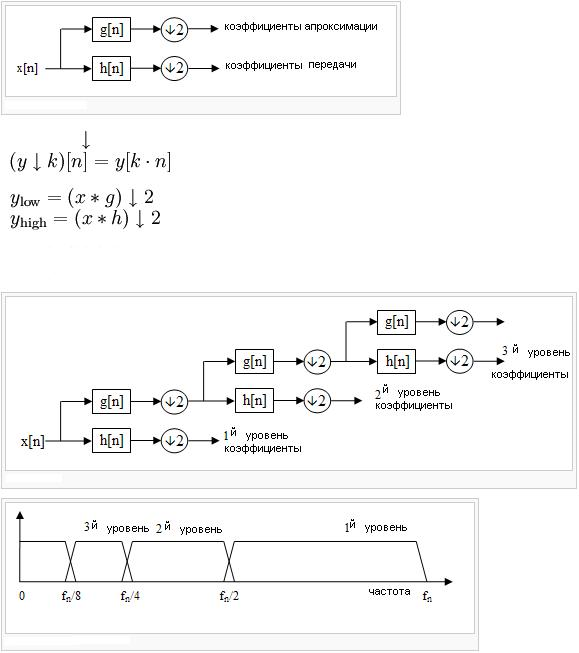 g[n] ↓2 коэффициенты апроксимации
x[n] h[n] ↓2 коэффициенты передачи
↓
(y ↓ k)[n] = y[k · n]
y_low = (x * g) ↓ 2
y_high = (x * h) ↓ 2
g[n] ↓2
g[n] ↓2 h[n] ↓2 3 й уровень
коэффициенты
g[n] ↓2 h[n] ↓2 2й уровень
коэффициенты
x[n] h[n] ↓2 1й уровень
коэффициенты
3й уровень 2й уровень 1й уровень
0 fn/8 fn/4 fn/2 частота fn